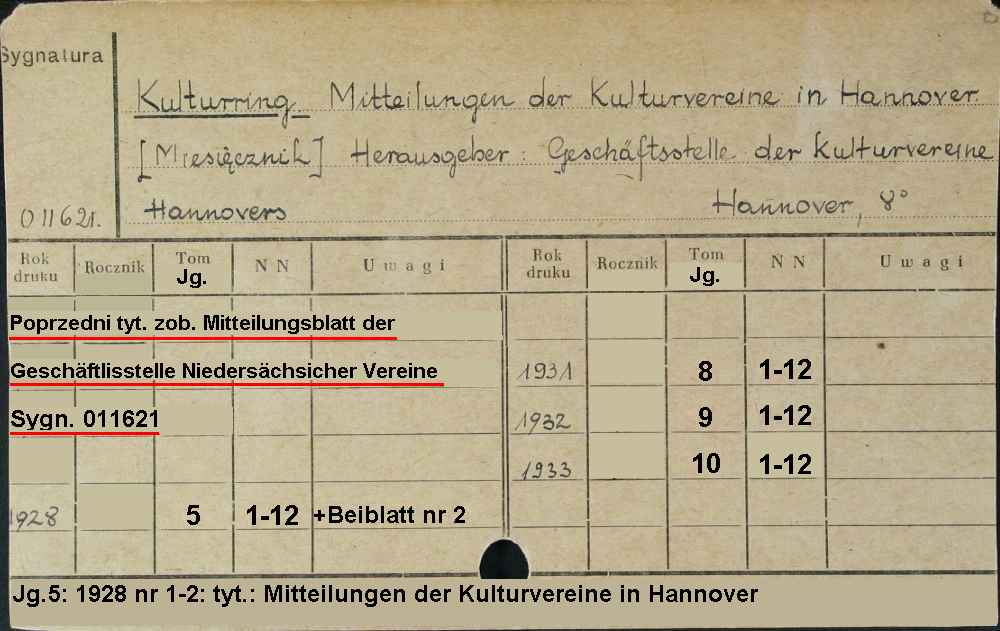 Sygnatura
Kulturring. Mitteilungen der Kulturvereine in Hannover
[Miesięcznik] Herausgeber: Geschäftsstelle der Kulturvereine
011621. Hannovers Hannover, 8°
Rok druku Rocznik Tom Jg. NN Uwagi Rok druku Rocznik Tom Jg. NN Uwagi
Poprzedni tyt. zob. Mitteilungsblatt der
Geschäftlisstelle Niedersächsicher Vereine 1931 8 1-12
Sygn. 011621 1932 9 1-12
1933 10 1-12
1928 5 1-12 +Beiblatt nr 2
Jg.5: 1928 nr 1-2: tyt.: Mitteilungen der Kulturvereine in Hannover